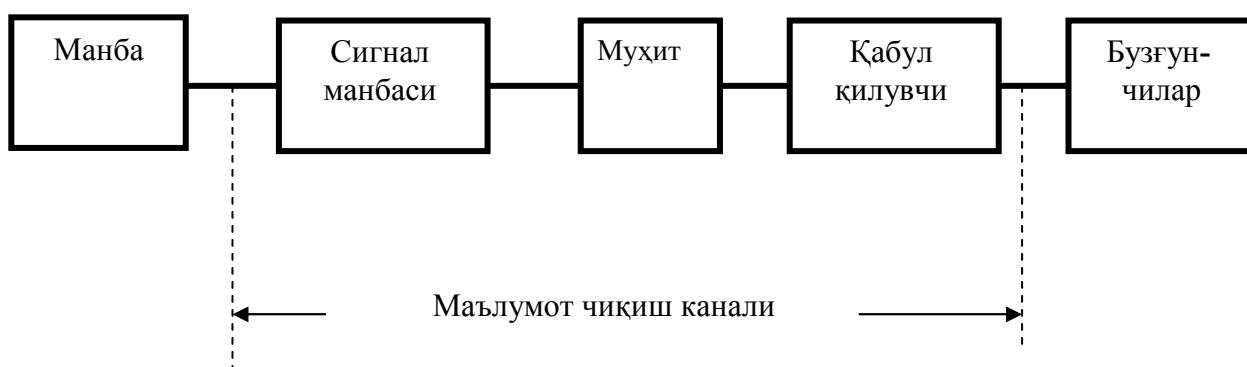 Манба
Сигнал
манбаси
Муҳит
Қабул
қилувчи
Бузғун-
чилар
Маълумот чиқиш канали